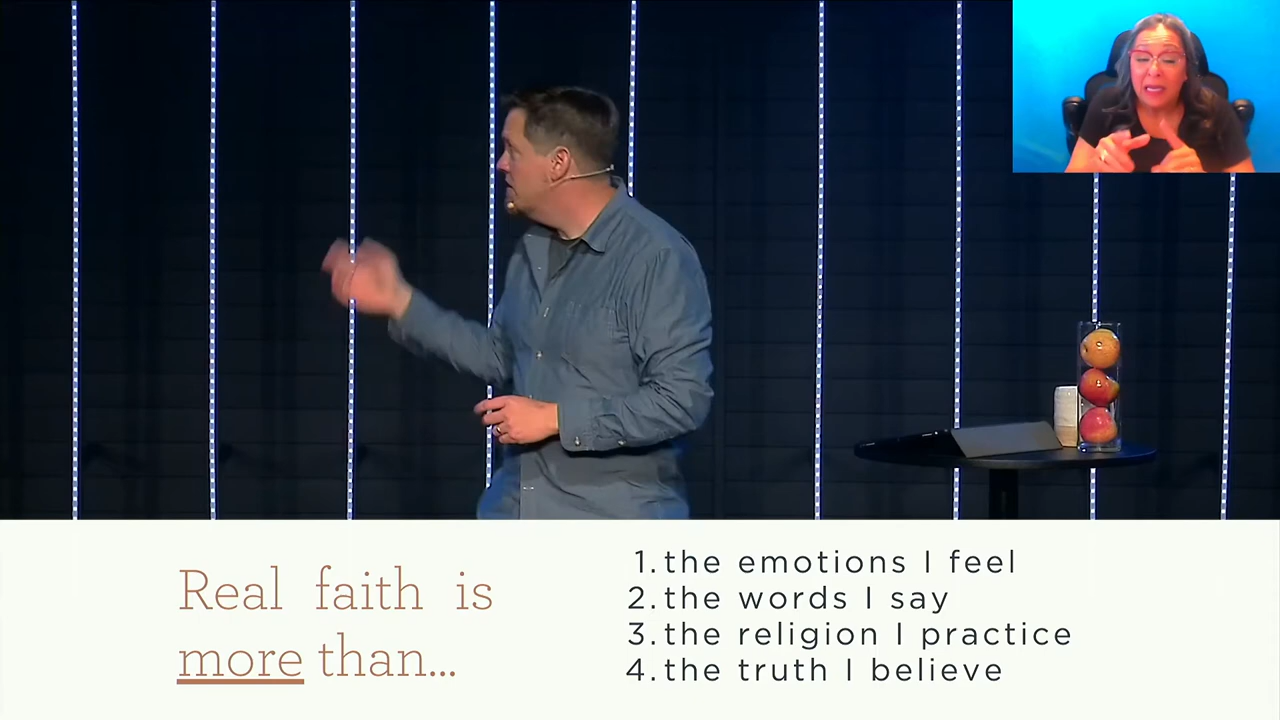 Real faith is
more than...
1. the emotions I feel
2. the words I say
3. the religion I practice
4. the truth I believe